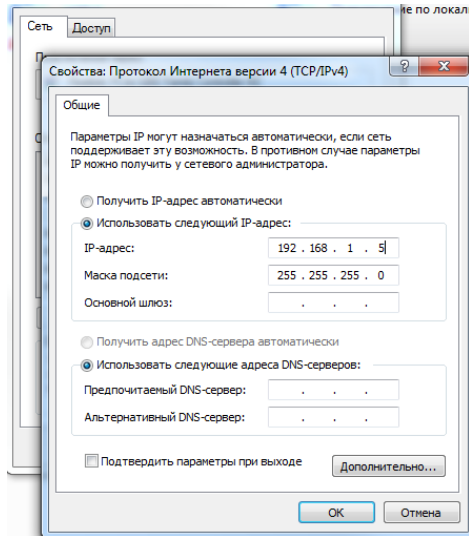 ие по локал
Сеть
Доступ
Свойства: Протокол Интернета версии 4 (TCP/IPv4)
Общие
Параметры IP могут назначаться автоматически, если сеть
поддерживает эту возможность. В противном случае параметры
IP можно получить у сетевого администратора.
Получить IP-адрес автоматически
Использовать следующий IP-адрес:
IP-адрес: 192 . 168 . 1 . 5
Маска подсети: 255 . 255 . 255 . 0
Основной шлюз: . . .
Получить адрес DNS-сервера автоматически
Использовать следующие адреса DNS-серверов:
Предпочитаемый DNS-сервер: . . .
Альтернативный DNS-сервер: . . .
Подтвердить параметры при выходе
Дополнительно...
ОК
Отмена